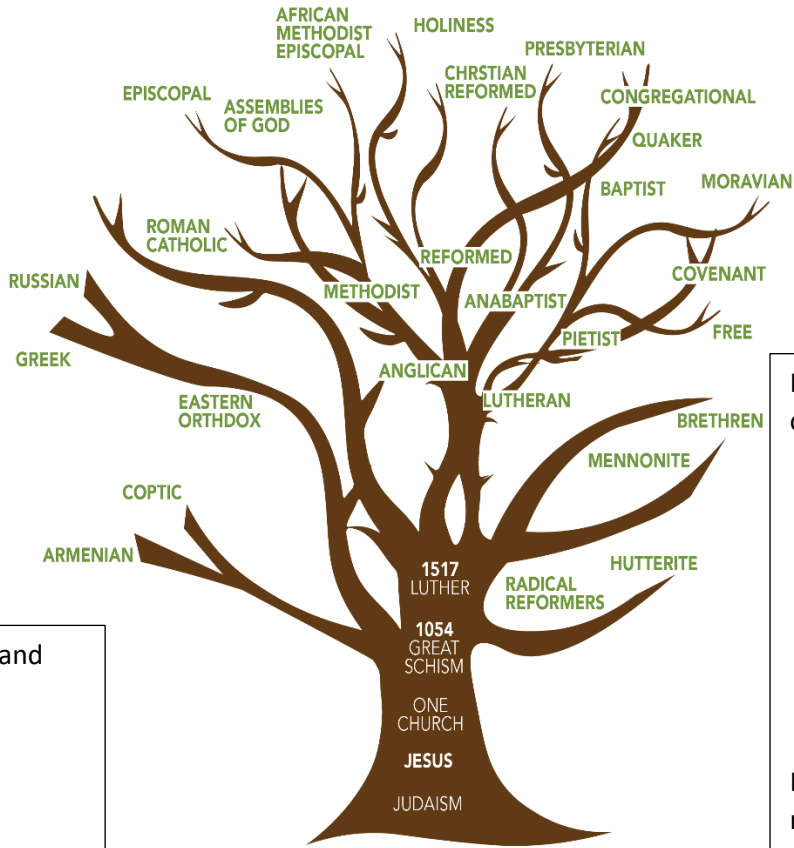 AFRICAN
METHODIST
EPISCOPAL
HOLINESS
PRESBYTERIAN
EPISCOPAL
ASSEMBLIES
OF GOD
CHRSTIAN
REFORMED
CONGREGATIONAL
QUAKER
BAPTIST
MORAVIAN
ROMAN
CATHOLIC
REFORMED
RUSSIAN
METHODIST
ANABAPTIST
COVENANT
GREEK
PIETIST
FREE
ANGLICAN
EASTERN
ORTHDOX
LUTHERAN
BRETHREN
MENNONITE
COPTIC
ARMENIAN
1517
LUTHER
RADICAL
REFORMERS
HUTTERITE
1054
GREAT
SCHISM
and
ONE
CHURCH
JESUS
JUDAISM